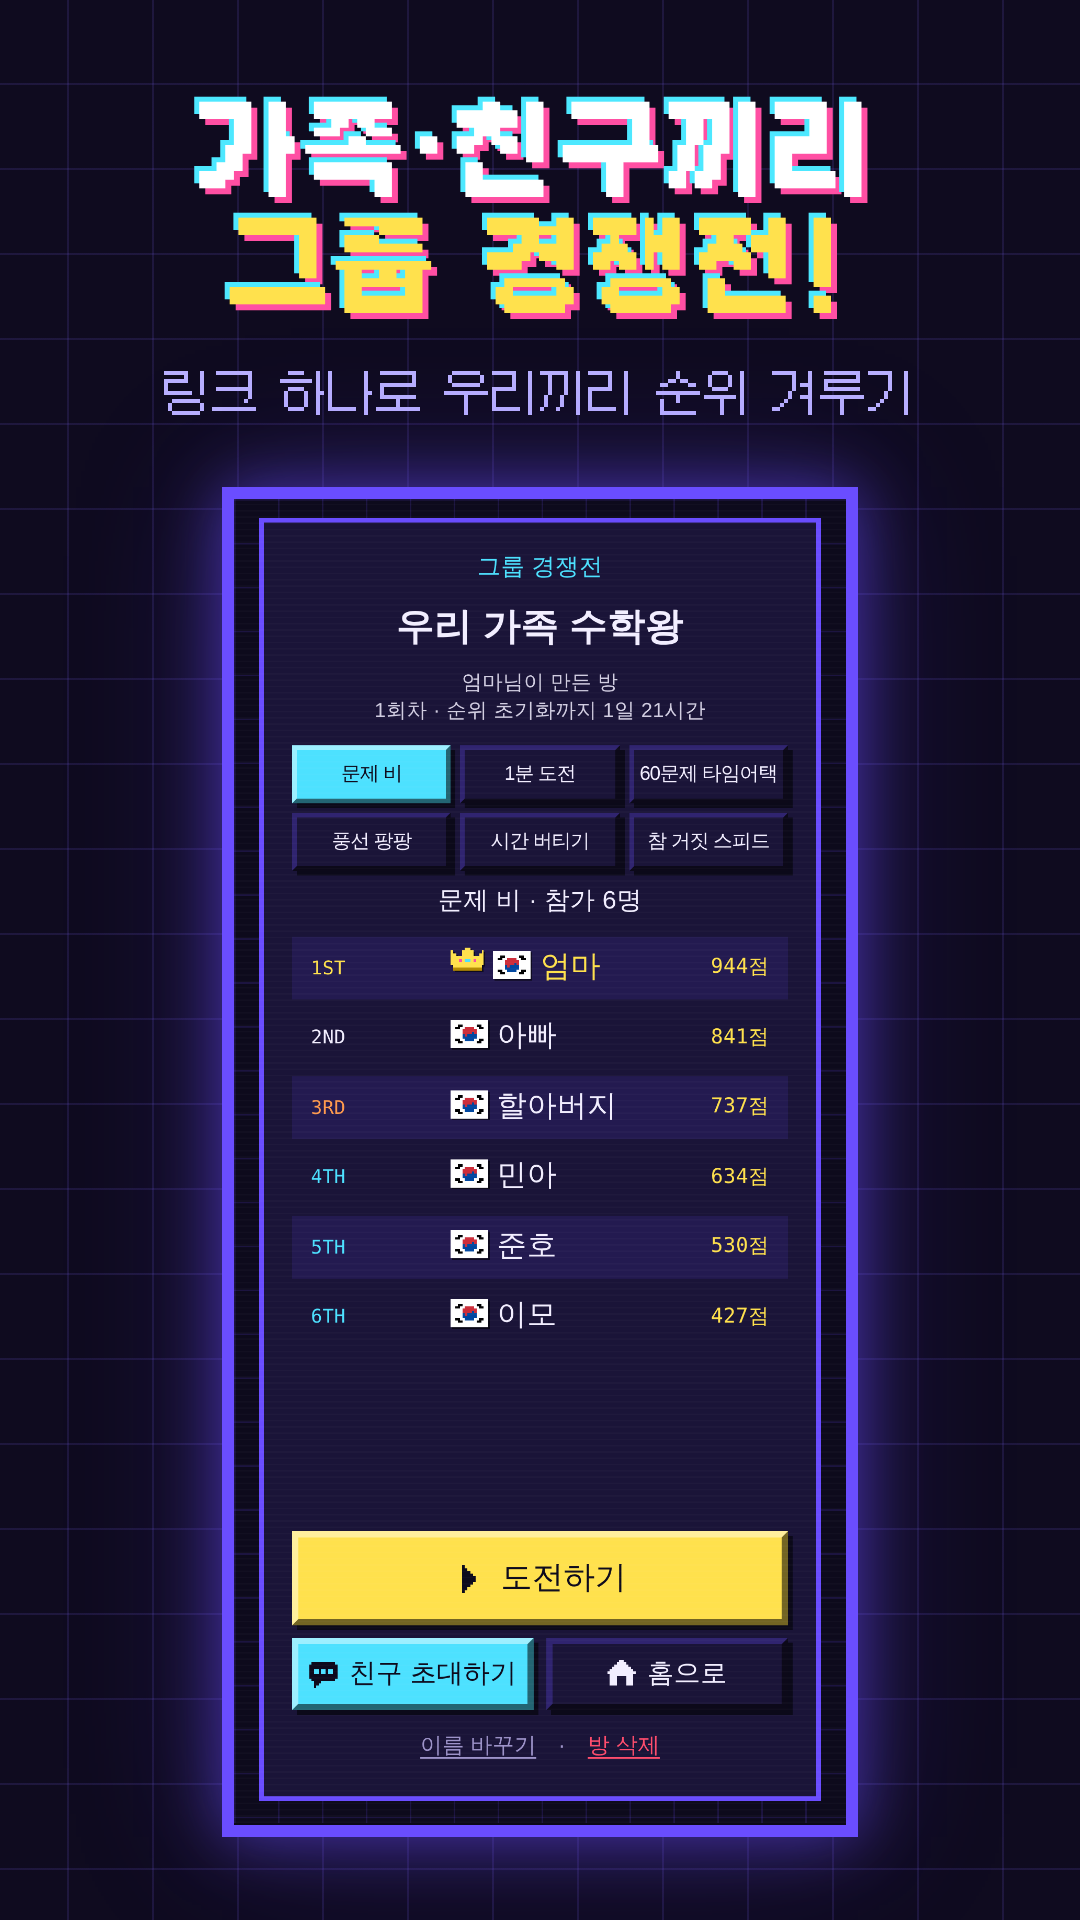 가족·친구끼리
그룹 경쟁전!
링크 하나로 우리끼리 순위 겨루기
그룹 경쟁전
우리 가족 수학왕
엄마님이 만든 방
1회차 · 순위 초기화까지 1일 21시간
문제 비 1분 도전 60문제 타임어택
풍선 팡팡 시간 버티기 참 거짓 스피드
문제 비 · 참가 6명
1ST 엄마 944점
2ND 아빠 841점
3RD 할아버지 737점
4TH 민아 634점
5TH 준호 530점
6TH 이모 427점
도전하기
친구 초대하기 홈으로
이름 바꾸기 · 방 삭제